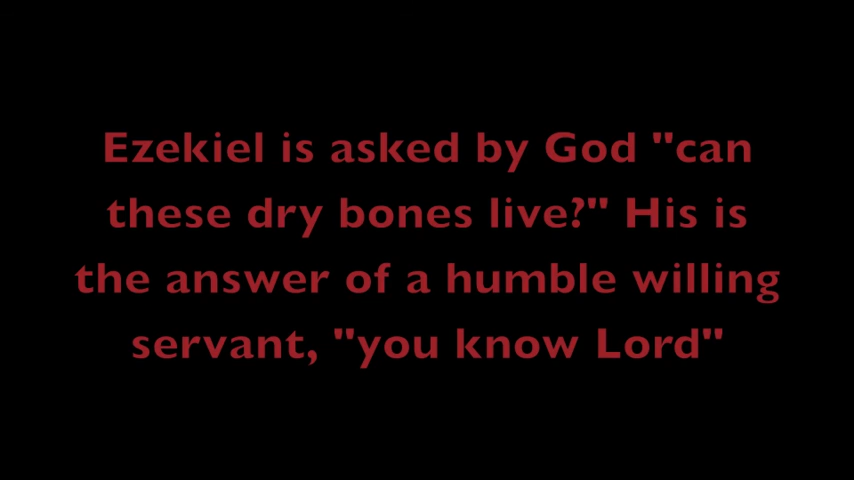 Ezekiel is asked by God "can
these dry bones live?" His is
the answer of a humble willing
servant, "you know Lord"